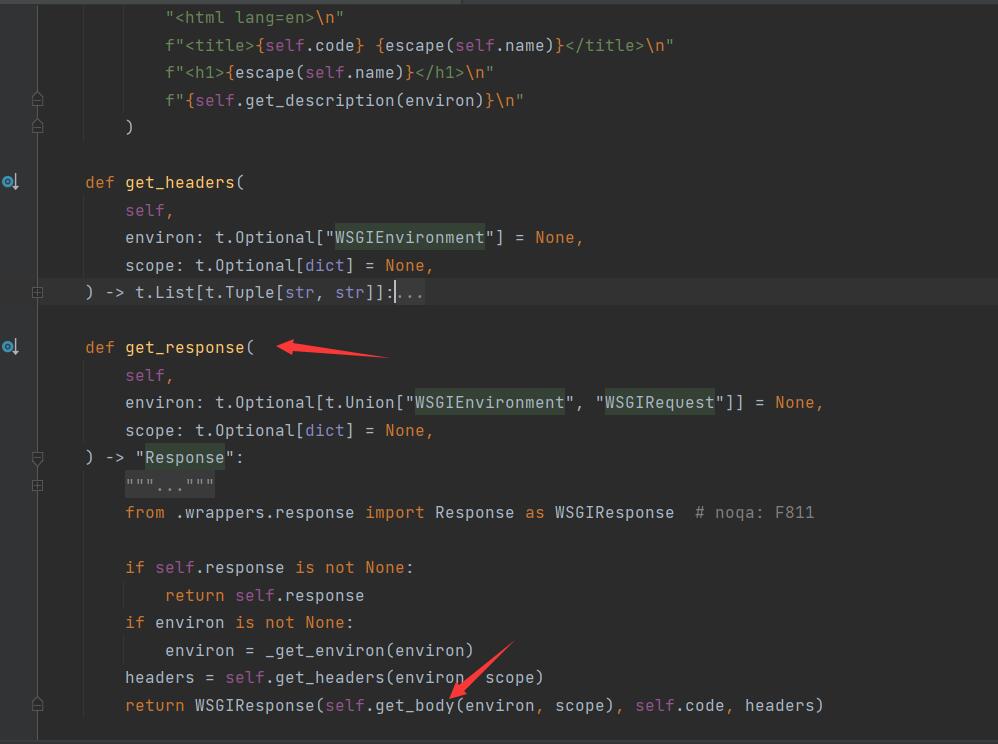 "<html lang=en>\n"
f"<title>{self.code} {escape(self.name)}</title>\n"
f"<h1>{escape(self.name)}</h1>\n"
f"{self.get_description(environ)}\n"
)
def get_headers(
self,
environ: t.Optional["WSGIEnvironment"] = None,
scope: t.Optional[dict] = None,
) -> t.List[t.Tuple[str, str]]:...
def get_response(
self,
environ: t.Optional[t.Union["WSGIEnvironment", "WSGIRequest"]] = None,
scope: t.Optional[dict] = None,
) -> "Response":
"""..."""
from .wrappers.response import Response as WSGIResponse  # noqa: F811
if self.response is not None:
return self.response
if environ is not None:
environ = _get_environ(environ)
headers = self.get_headers(environ, scope)
return WSGIResponse(self.get_body(environ, scope), self.code, headers)